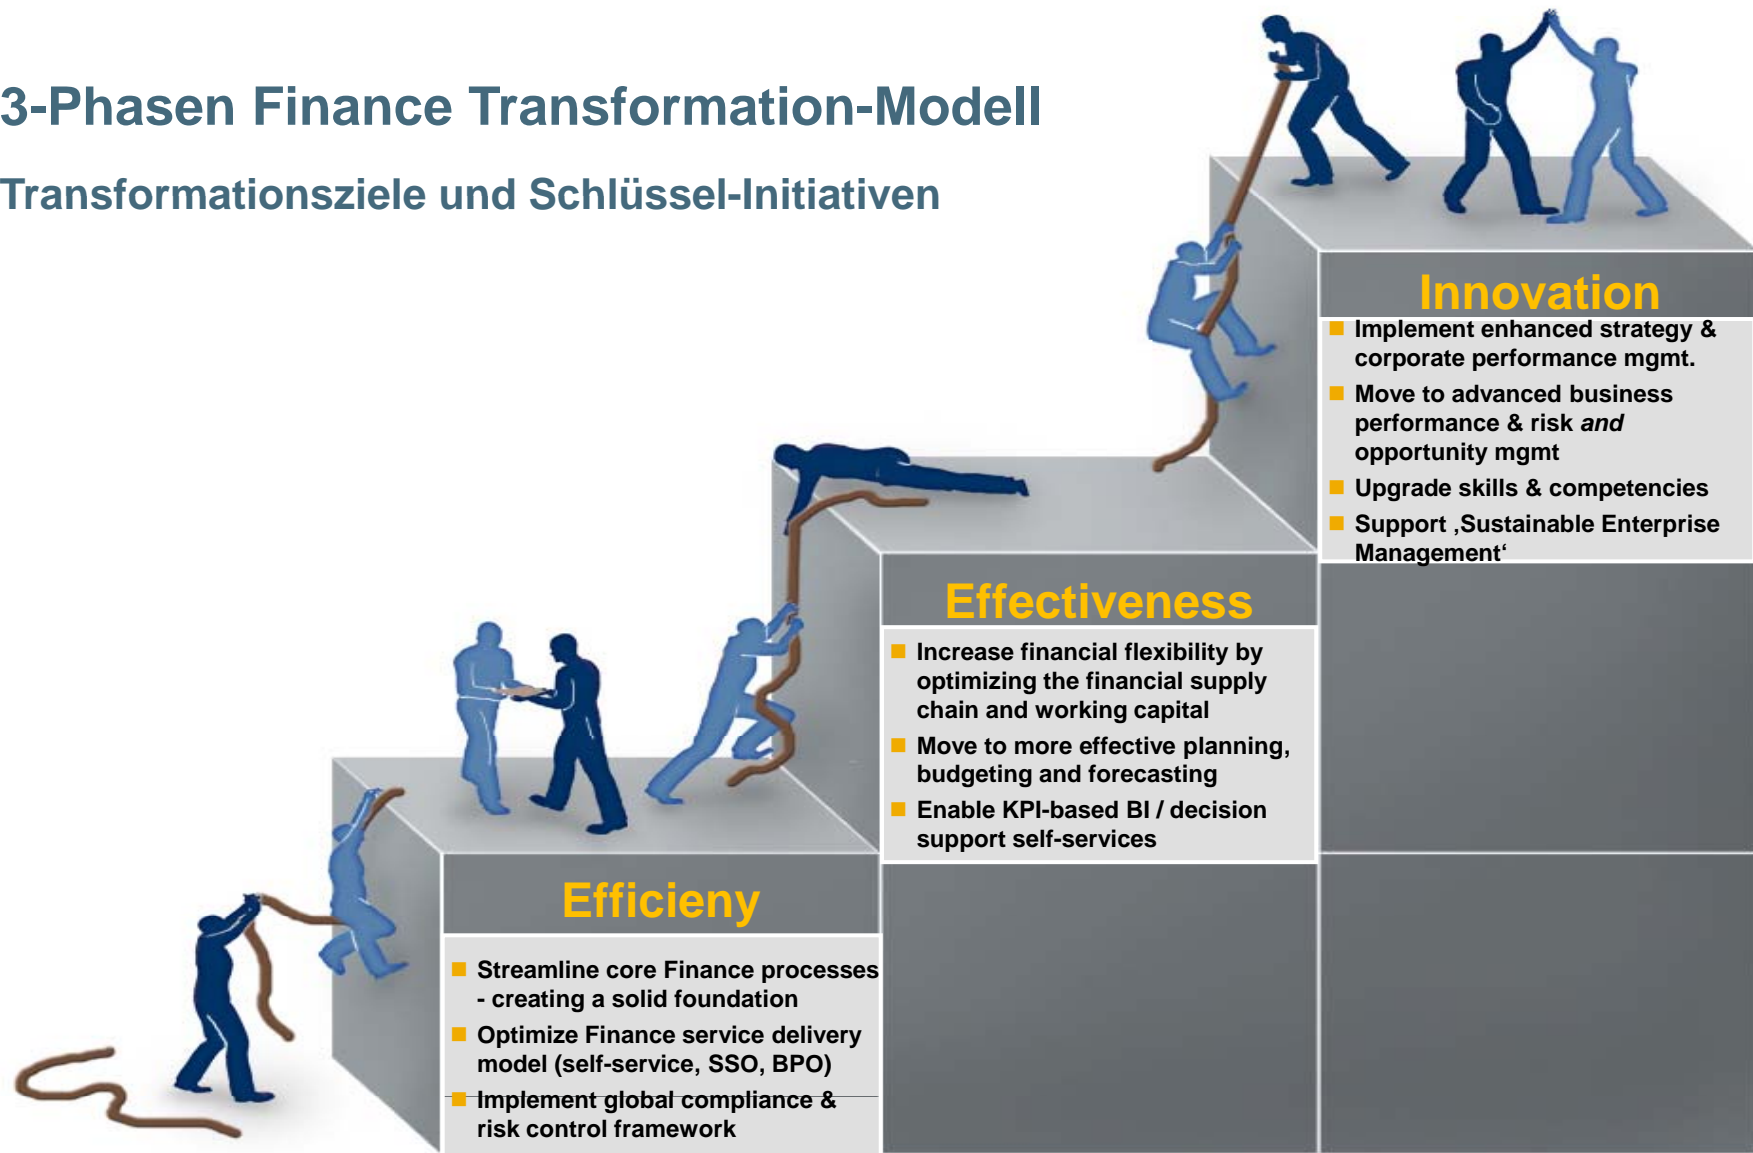 3-Phasen Finance Transformation-Modell
Transformationsziele und Schlüssel-Initiativen
Innovation
Implement enhanced strategy &
corporate performance mgmt.
Move to advanced business
performance & risk and
opportunity mgmt
Upgrade skills & competencies
Support ‚Sustainable Enterprise
Management‘
Effectiveness
Increase financial flexibility by
optimizing the financial supply
chain and working capital
Move to more effective planning,
budgeting and forecasting
Enable KPI-based BI / decision
support self-services
Efficieny
Streamline core Finance processes
- creating a solid foundation
Optimize Finance service delivery
model (self-service, SSO, BPO)
Implement global compliance &
risk control framework